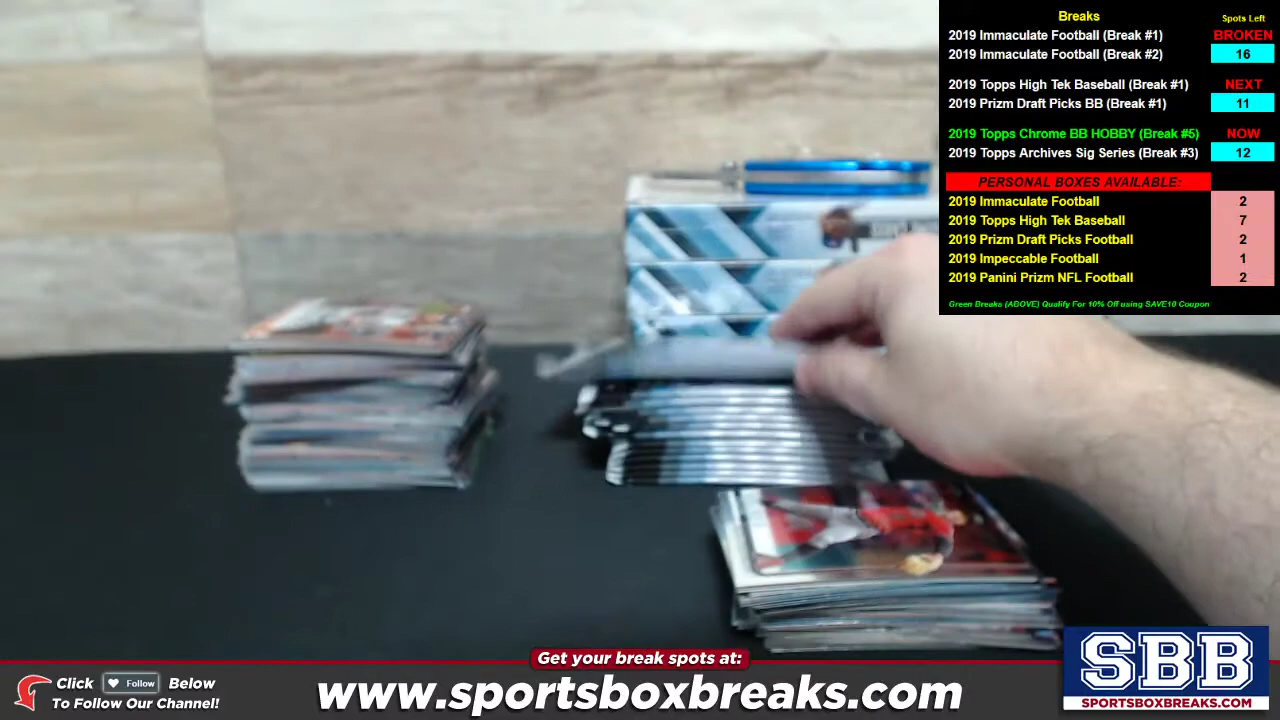 Breaks Spots Left
2019 Immaculate Football (Break #1) BROKEN
2019 Immaculate Football (Break #2) 16
2019 Topps High Tek Baseball (Break #1) NEXT
2019 Prizm Draft Picks BB (Break #1) 11
2019 Topps Chrome BB HOBBY (Break #5) NOW
2019 Topps Archives Sig Series (Break #3) 12
PERSONAL BOXES AVAILABLE:
2019 Immaculate Football 2
2019 Topps High Tek Baseball 7
2019 Prizm Draft Picks Football 2
2019 Impeccable Football 1
2019 Panini Prizm NFL Football 2
Green Breaks (ABOVE) Qualify For 10% Off using SAVE10 Coupon
Get your break spots at:
Click Follow Below
To Follow Our Channel!
www.sportsboxbreaks.com
SBB
SPORTSBOXBREAKS.COM